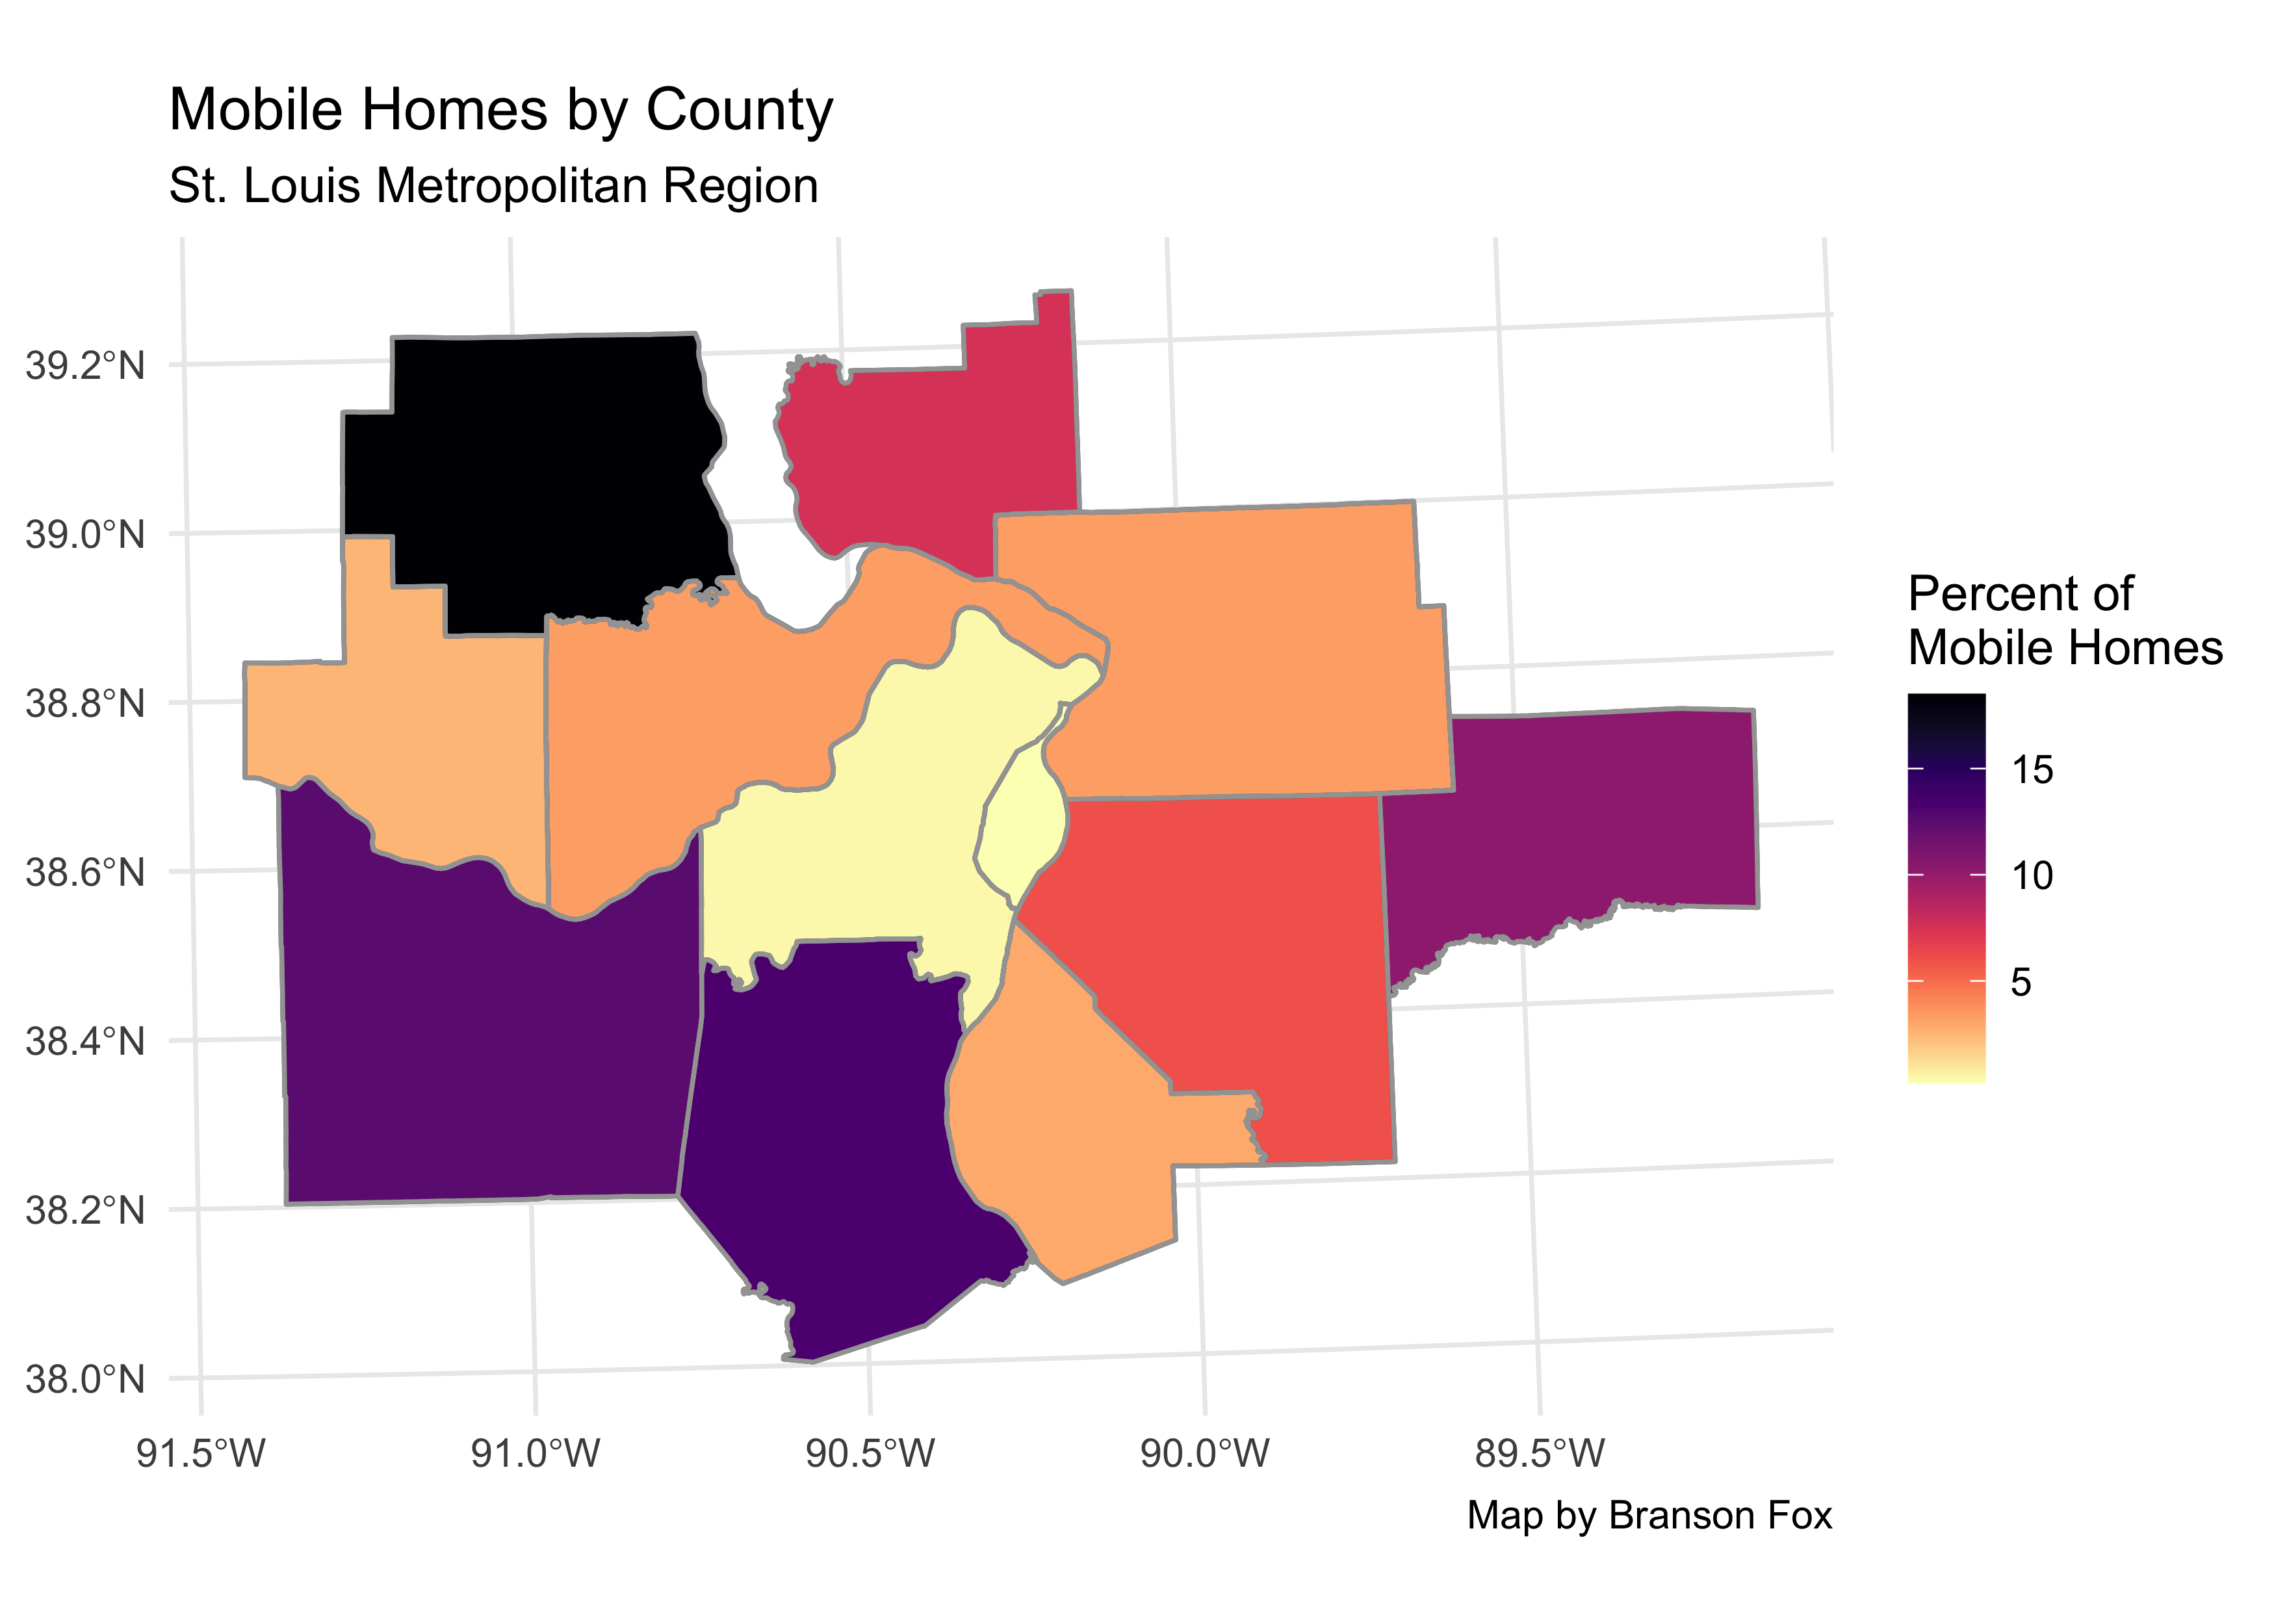 Mobile Homes by County
St. Louis Metropolitan Region
39.2°N
39.0°N
38.8°N
38.6°N
38.4°N
38.2°N
38.0°N
91.5°W
91.0°W
90.5°W
90.0°W
89.5°W
Percent of
Mobile Homes
15
10
5
Map by Branson Fox